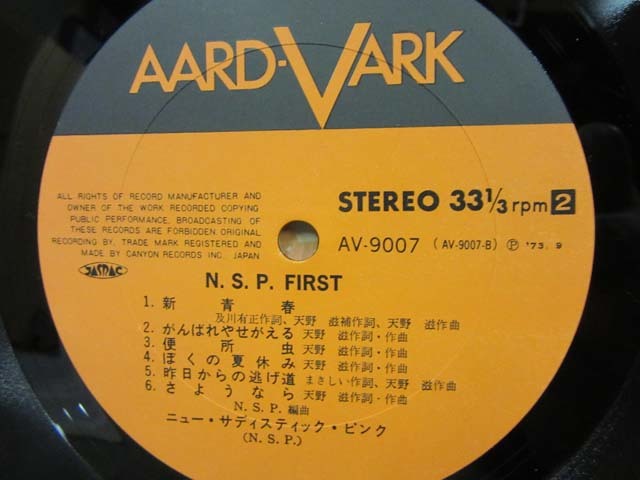 AARD-VARK
ALL RIGHTS OF RECORD MANUFACTURER AND
OWNER OF THE WORK RECORDED COPYING
PUBLIC PERFORMANCE, BROADCASTING OF
THESE RECORDS ARE FORBIDDEN. ORIGINAL
RECORDING BY, TRADE MARK REGISTERED AND
MADE BY CANYON RECORDS INC. JAPAN
JASRAC
STEREO 33 1/3 rpm 2
AV-9007 (AV-9007-B) Ⓟ '73. 9
N. S. P. FIRST
1. 新青春
及川有正作詞、天野 滋補作詞、天野 滋作曲
2. がんばれやせがえる 天野 滋作詞・作曲
3. 便所虫 天野 滋作詞・作曲
4. ぼくの夏休み 天野 滋作詞・作曲
5. 昨日からの逃げ道 まさしい作詞、天野 滋作曲
6. さようなら 天野 滋作詞・作曲
N. S. P. 編曲
ニュー・サディスティック・ピンク
(N. S. P.)